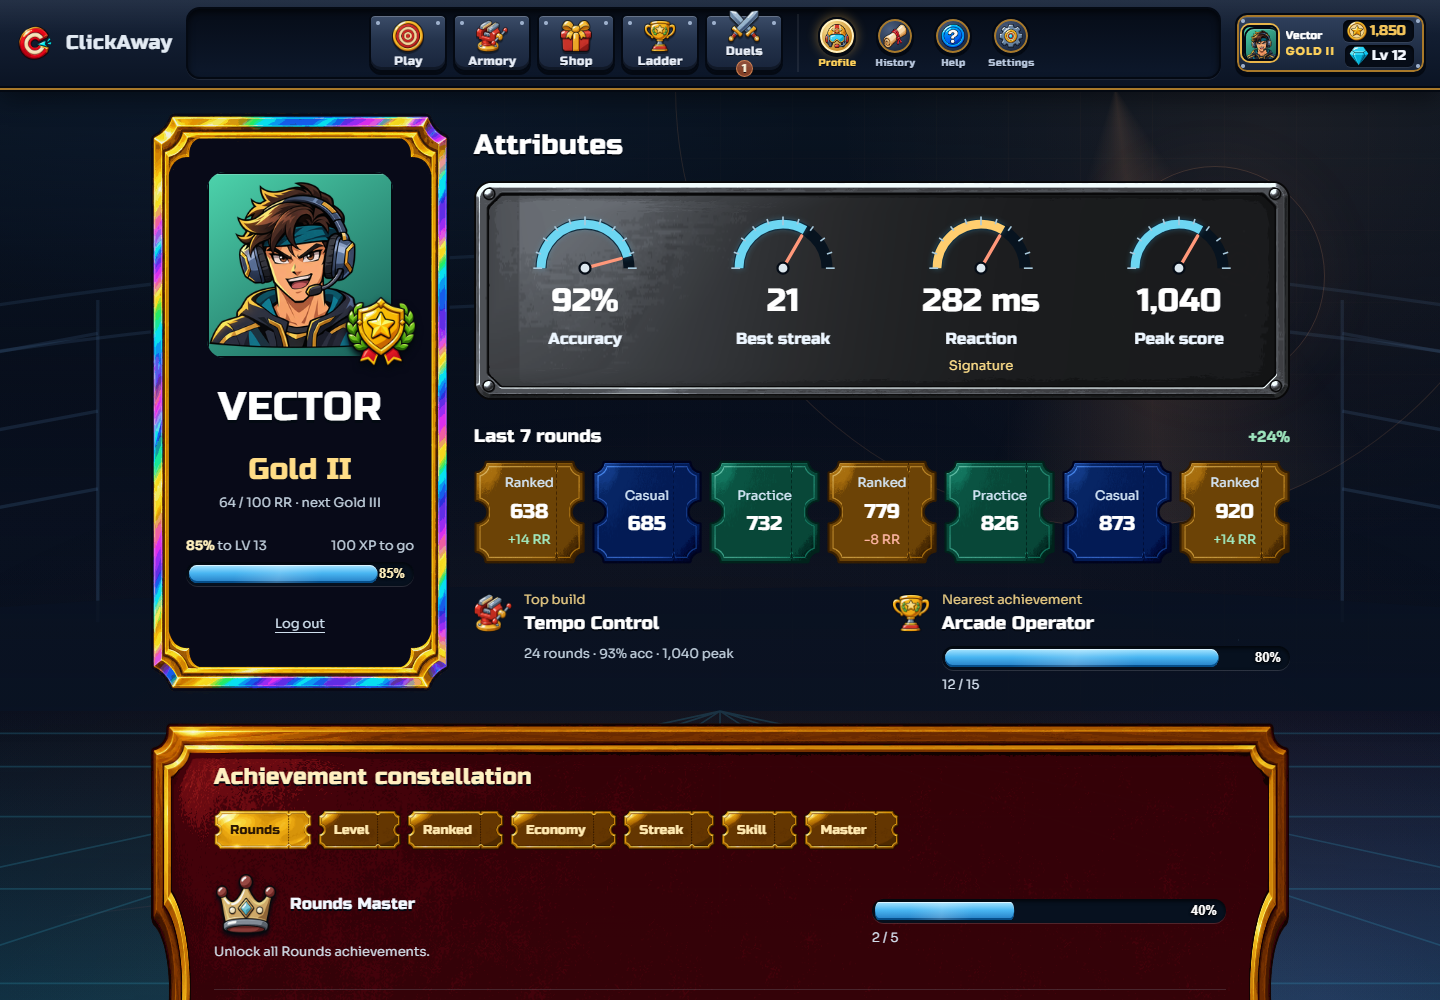 ClickAway
Play
Armory
Shop
Ladder
Duels
1
Profile
History
Help
Settings
Vector
GOLD II
1,850
Lv 12
VECTOR
Gold II
64 / 100 RR · next Gold III
85% to LV 13
100 XP to go
85%
Log out
Attributes
92%
Accuracy
21
Best streak
282 ms
Reaction
Signature
1,040
Peak score
Last 7 rounds
+24%
Ranked
638
+14 RR
Casual
685
Practice
732
Ranked
779
-8 RR
Practice
826
Casual
873
Ranked
920
+14 RR
Top build
Tempo Control
24 rounds · 93% acc · 1,040 peak
Nearest achievement
Arcade Operator
80%
12 / 15
Achievement constellation
Rounds
Level
Ranked
Economy
Streak
Skill
Master
Rounds Master
Unlock all Rounds achievements.
40%
2 / 5